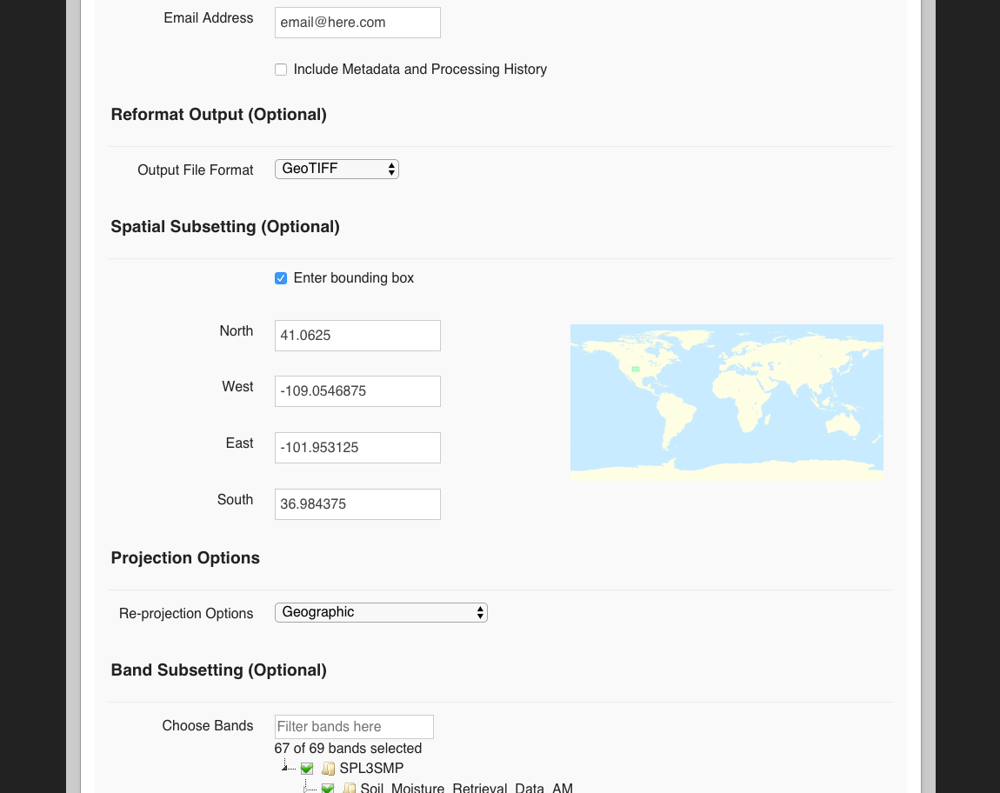 Email Address
email@here.com
Include Metadata and Processing History
Reformat Output (Optional)
Output File Format
GeoTIFF
Spatial Subsetting (Optional)
Enter bounding box
North
41.0625
West
-109.0546875
East
-101.953125
South
36.984375
Projection Options
Re-projection Options
Geographic
Band Subsetting (Optional)
Choose Bands
Filter bands here
67 of 69 bands selected
SPL3SMP
Soil_Moisture_Retrieval_Data_AM